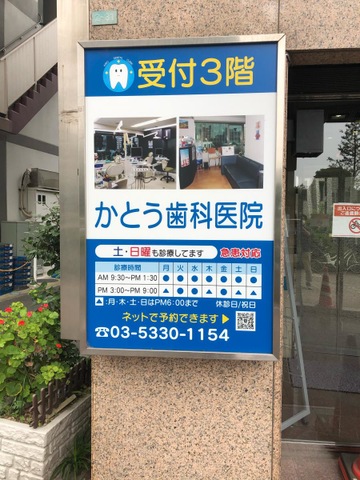 受付3階
かとう歯科医院
土・日曜も診療してます 急患対応
診療時間 月 火 水 木 金 土 日
AM 9:30〜PM 1:30 ● ● ● ● ● ● ●
PM 3:00〜PM 9:00 ▲ ● ● ▲ ● ▲ ▲
▲:月・木・土・日はPM6:00まで 休診日/祝日
ネットで予約できます▶
☎03-5330-1154